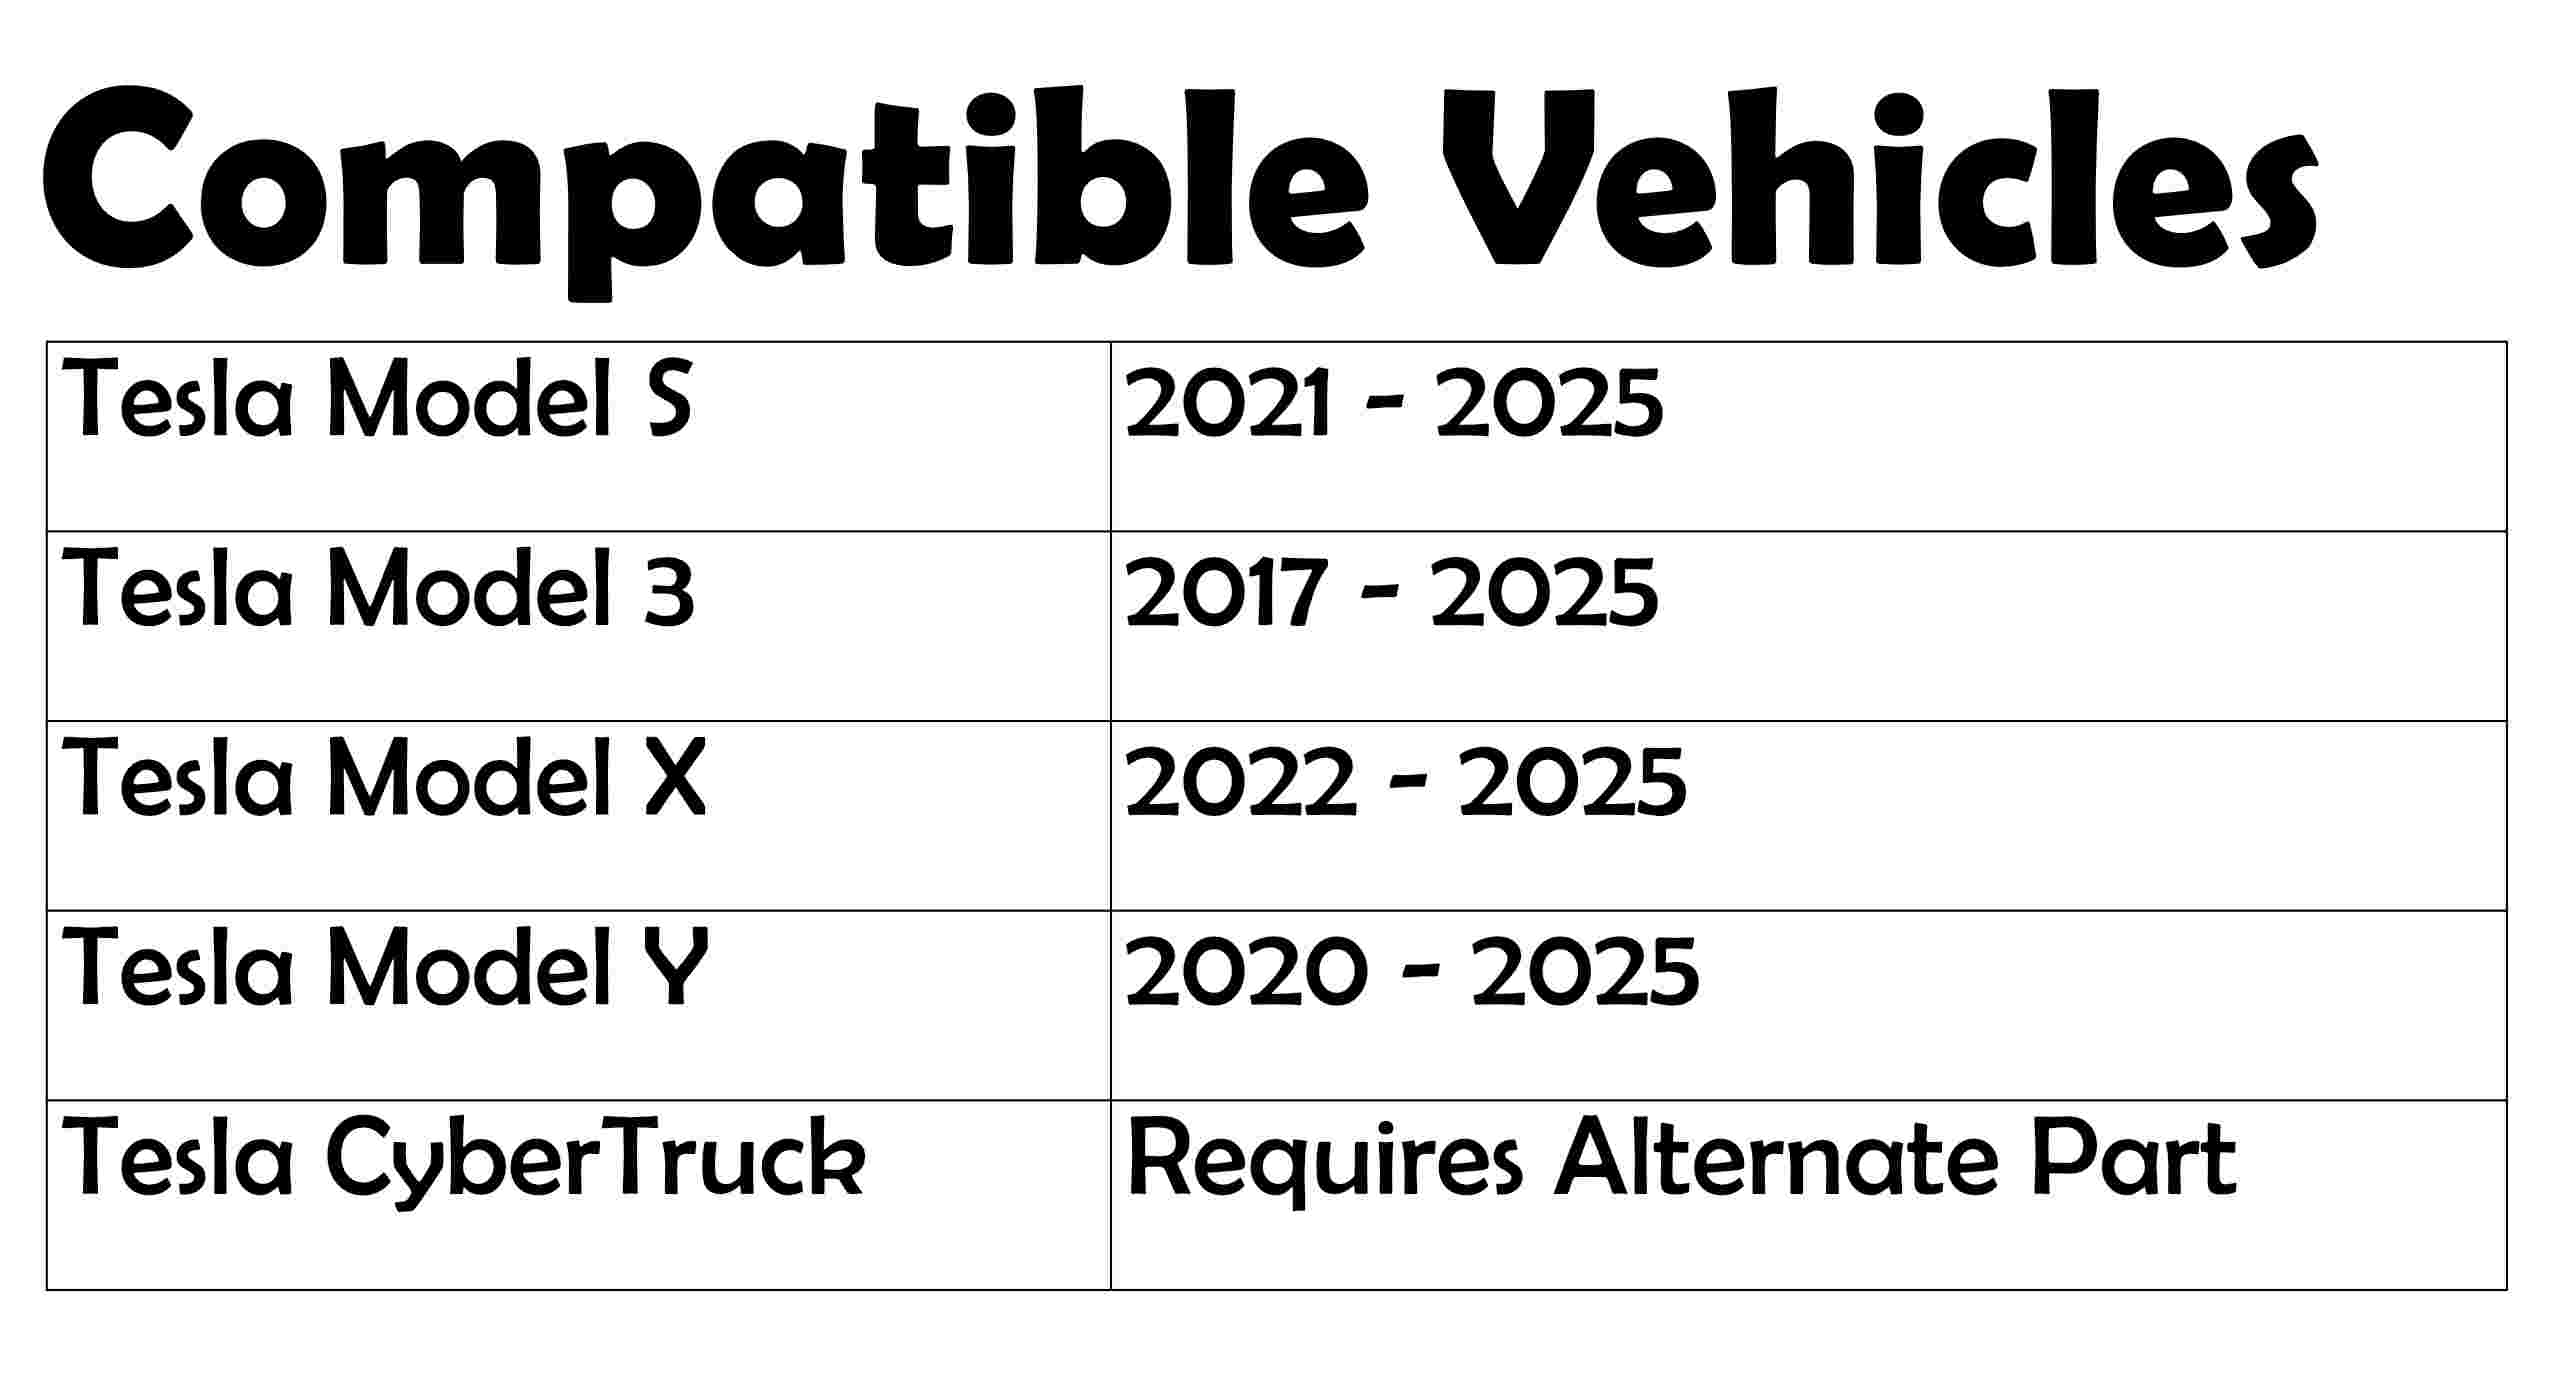 Compatible Vehicles
Tesla Model S 2021 - 2025
Tesla Model 3 2017 - 2025
Tesla Model X 2022 - 2025
Tesla Model Y 2020 - 2025
Tesla CyberTruck Requires Alternate Part